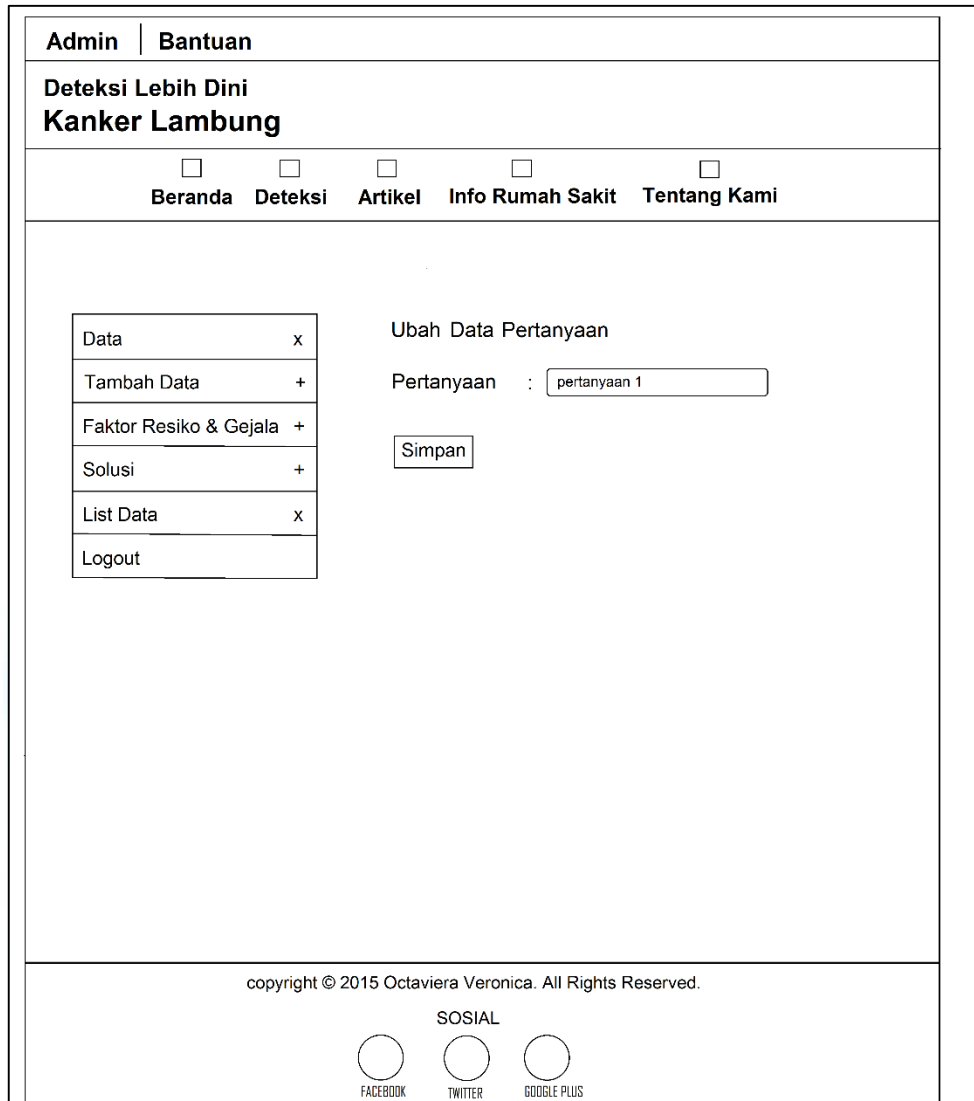 Admin | Bantuan
Deteksi Lebih Dini
Kanker Lambung
Beranda Deteksi Artikel Info Rumah Sakit Tentang Kami
Data x
Tambah Data +
Faktor Resiko & Gejala +
Solusi +
List Data x
Logout
Ubah Data Pertanyaan
Pertanyaan : pertanyaan 1
Simpan
copyright © 2015 Octaviera Veronica. All Rights Reserved.
SOSIAL
FACEBOOK TWITTER GOOGLE PLUS